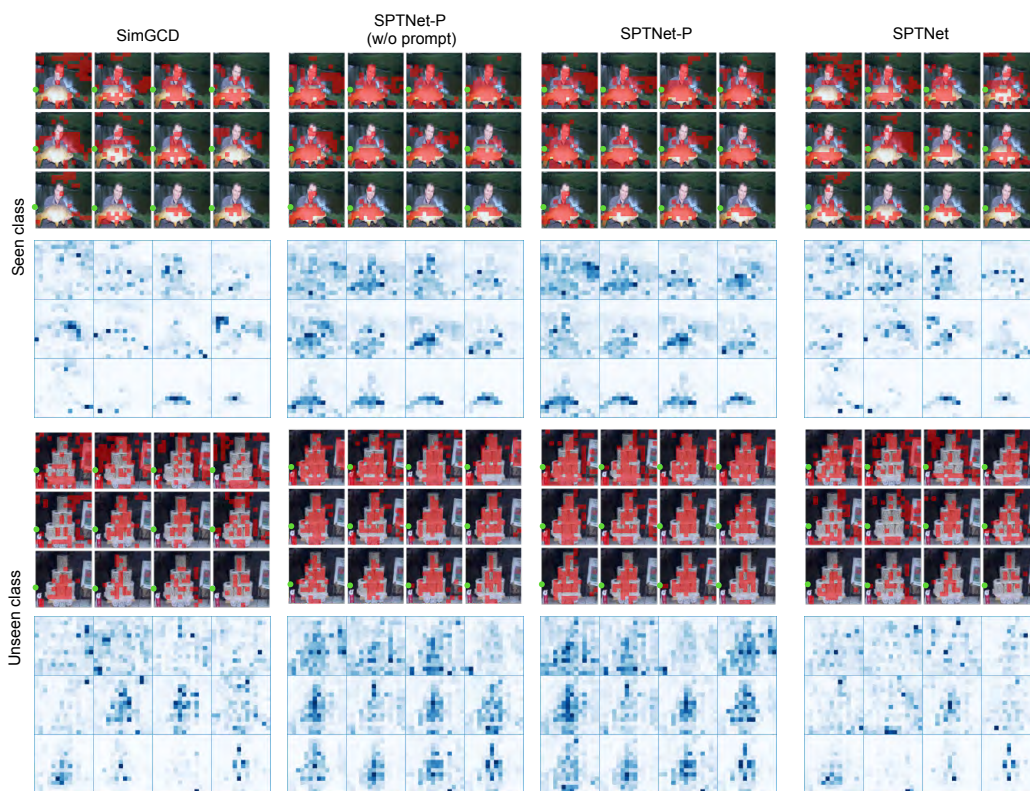 SimGCD
SPTNet-P
(w/o prompt)
SPTNet-P
SPTNet
Seen class
Unseen class